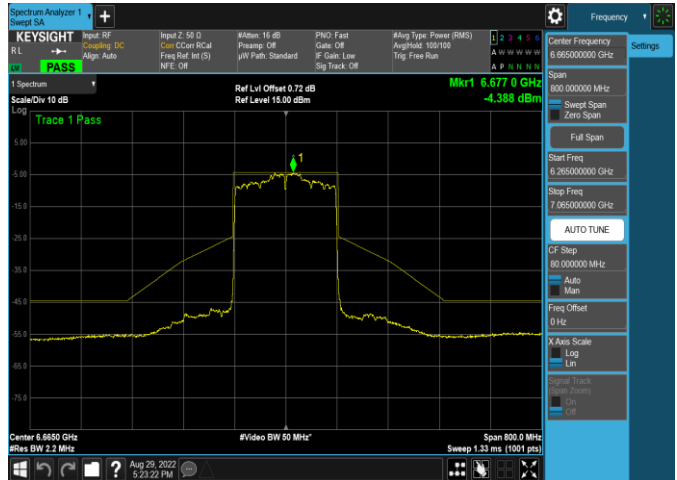 Spectrum Analyzer 1
Swept SA
+
Frequency
KEYSIGHT
RL
LXI
PASS
Input: RF
Coupling: DC
Align: Auto
Input Z: 50 Ω
Corr CCorr RCal
Freq Ref: Int (S)
NFE: Off
#Atten: 16 dB
Preamp: Off
µW Path: Standard
PNO: Fast
Gate: Off
IF Gain: Low
Sig Track: Off
#Avg Type: Power (RMS)
Avg|Hold: 100/100
Trig: Free Run
1 2 3 4 5 6
A W W W W W
A P N N N N
1 Spectrum
Scale/Div 10 dB
Ref Lvl Offset 0.72 dB
Ref Level 15.00 dBm
Mkr1 6.677 0 GHz
-4.388 dBm
Log
Trace 1 Pass
1
5.00
-5.00
-15.0
-25.0
-35.0
-45.0
-55.0
-65.0
-75.0
Center 6.6650 GHz
#Res BW 2.2 MHz
#Video BW 50 MHz*
Span 800.0 MHz
Sweep 1.33 ms (1001 pts)
Aug 29, 2022
5:23:22 PM
?
Center Frequency
6.665000000 GHz
Span
800.000000 MHz
Swept Span
Zero Span
Full Span
Start Freq
6.265000000 GHz
Stop Freq
7.065000000 GHz
AUTO TUNE
CF Step
80.000000 MHz
Auto
Man
Freq Offset
0 Hz
X Axis Scale
Log
Lin
Signal Track
(Span Zoom)
On
Off
Settings